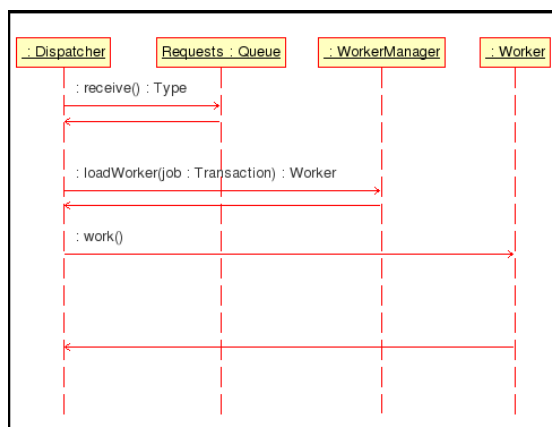 : Dispatcher
Requests : Queue
: WorkerManager
: Worker
: receive() : Type
: loadWorker(job : Transaction) : Worker
: work()